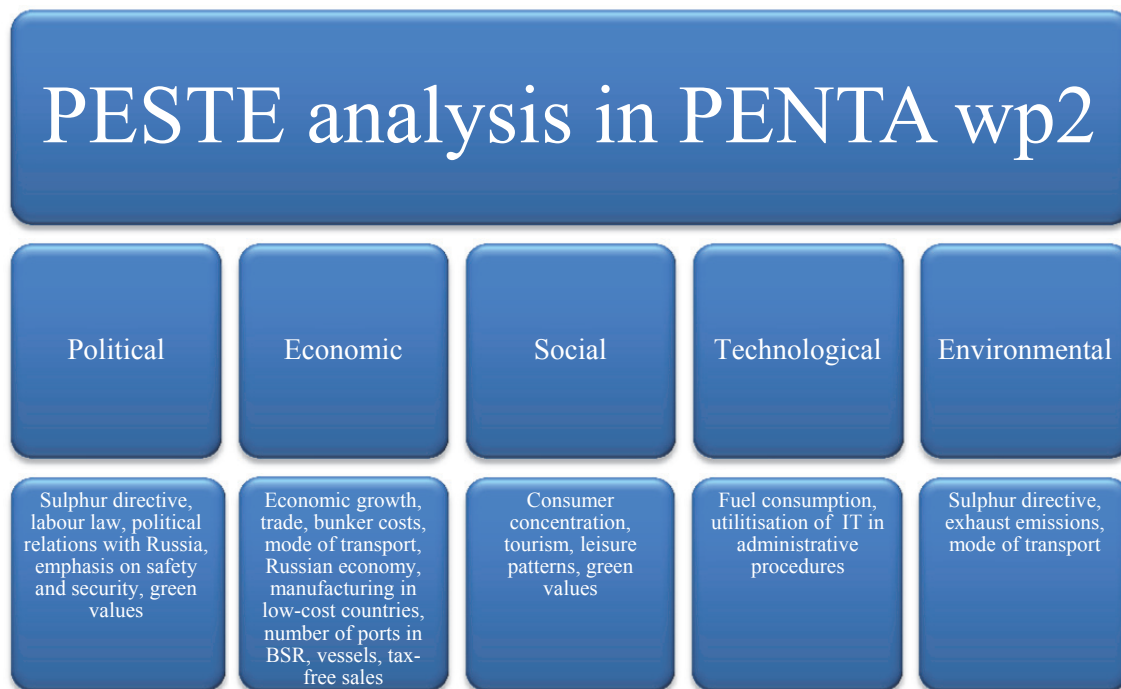 PESTE analysis in PENTA wp2
Political
Economic
Social
Technological
Environmental
Sulphur directive,
labour law, political
relations with Russia,
emphasis on safety
and security, green
values
Economic growth,
trade, bunker costs,
mode of transport,
Russian economy,
manufacturing in
low-cost countries,
number of ports in
BSR, vessels, tax-
free sales
Consumer
concentration,
tourism, leisure
patterns, green
values
Fuel consumption,
utilitisation of IT in
administrative
procedures
Sulphur directive,
exhaust emissions,
mode of transport